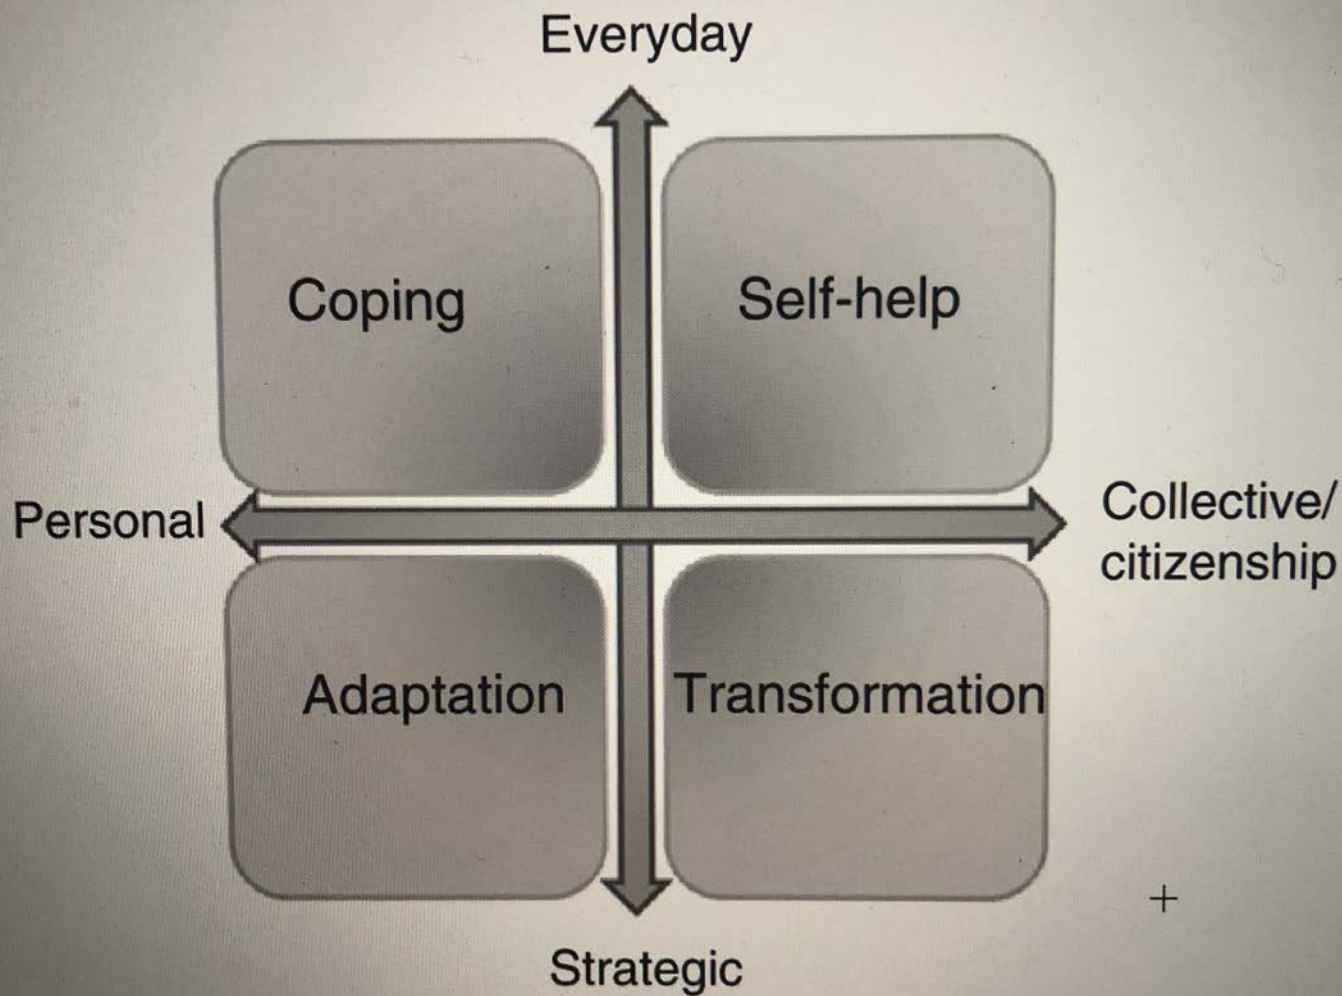 Everyday
Coping
Self-help
Personal
Collective/
citizenship
Adaptation
Transformation
Strategic